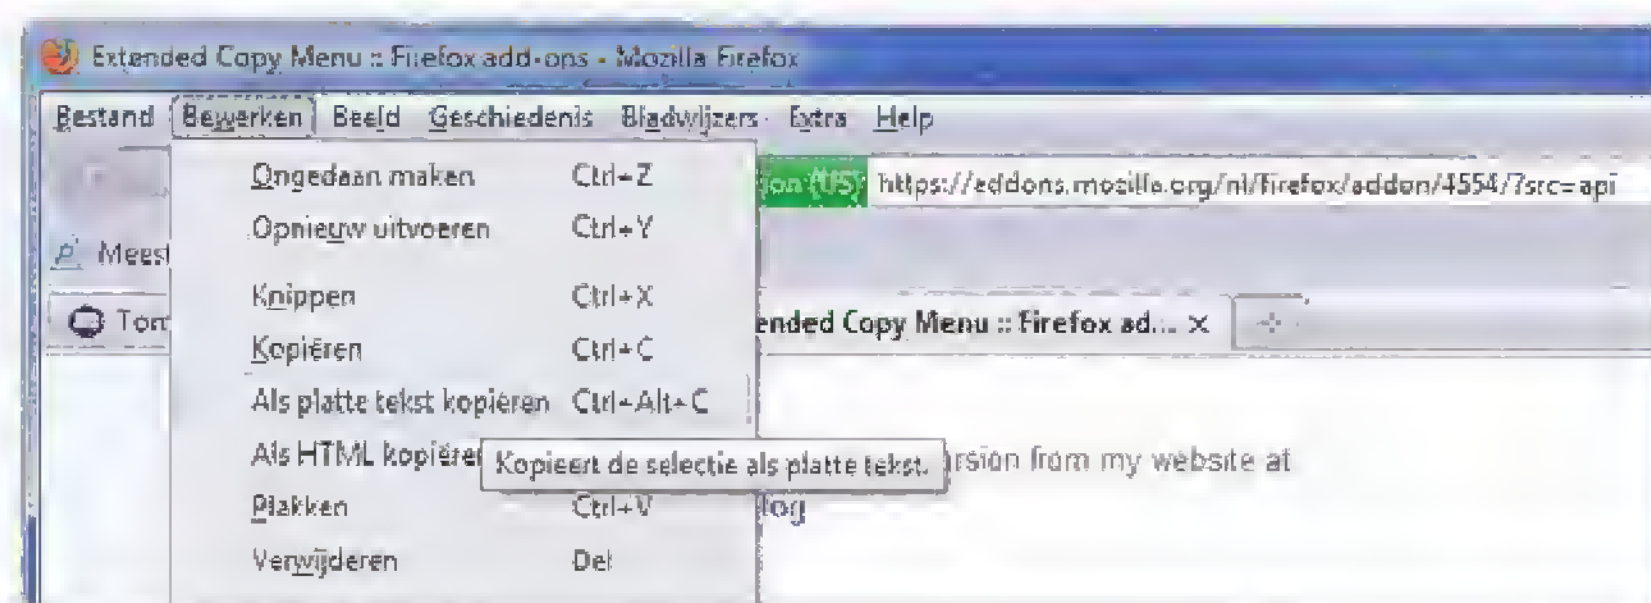 Extended Copy Menu :: Firefox add-ons - Mozilla Firefox
Bestand Bewerken Beeld Geschiedenis Bladwijzers Extra Help
Ongedaan maken Ctrl+Z
ion (US) https://addons.mozilla.org/nl/firefox/addon/4554/?src=api
Opnieuw uitvoeren Ctrl+Y
Meest
Knippen Ctrl+X
Tom
ended Copy Menu :: Firefox ad... ×
Kopiëren Ctrl+C
Als platte tekst kopiëren Ctrl+Alt+C
Als HTML kopiëren
Kopieert de selectie als platte tekst.
rsion from my website at
Plakken Ctrl+V
log
Verwijderen Del